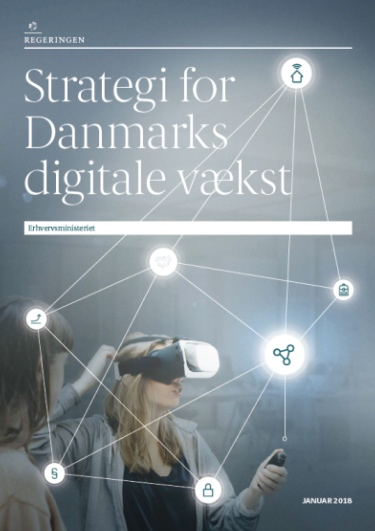 REGERINGEN
Strategi for
Danmarks
digitale vækst
Erhvervsministeriet
§
JANUAR 2018